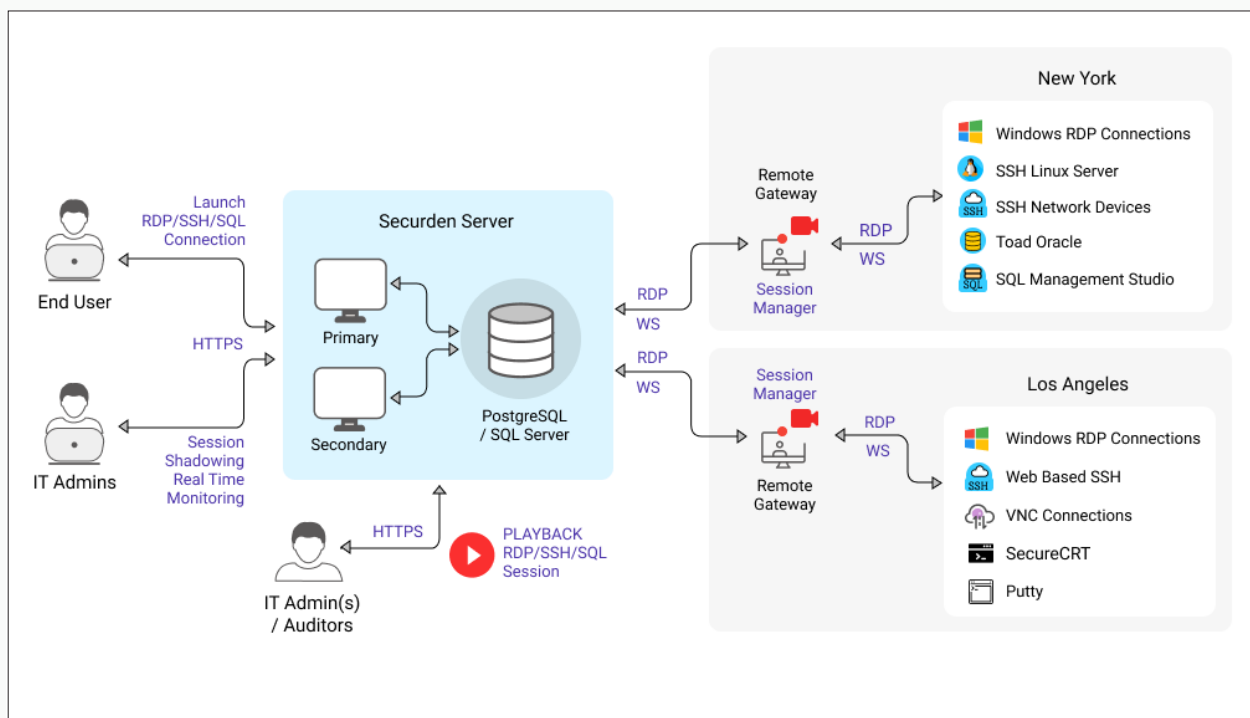 Launch
RDP/SSH/SQL
Connection
End User
HTTPS
IT Admins
Session
Shadowing
Real Time
Monitoring
Securden Server
Primary
Secondary
PostgreSQL
/ SQL Server
HTTPS
PLAYBACK
RDP/SSH/SQL
Session
IT Admin(s)
/ Auditors
RDP
WS
RDP
WS
New York
Remote
Gateway
Session
Manager
RDP
WS
Windows RDP Connections
SSH Linux Server
SSH
SSH Network Devices
Toad Oracle
SQL
SQL Management Studio
Los Angeles
Session
Manager
Remote
Gateway
RDP
WS
Windows RDP Connections
SSH
Web Based SSH
VNC Connections
SecureCRT
Putty